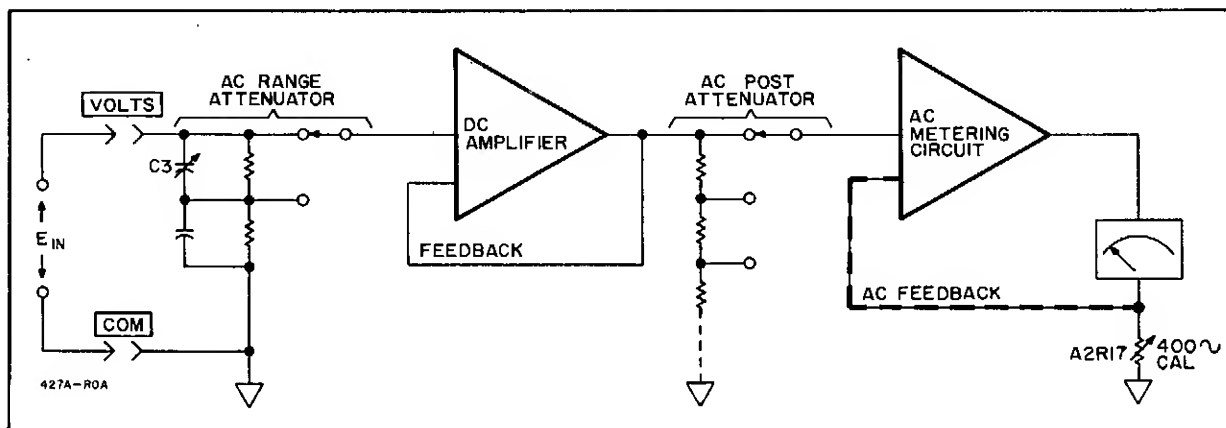 AC RANGE
ATTENUATOR
VOLTS
C3
E IN
COM
427A-ROA
DC
AMPLIFIER
FEEDBACK
AC POST
ATTENUATOR
AC
METERING
CIRCUIT
AC FEEDBACK
A2R17
400~
CAL